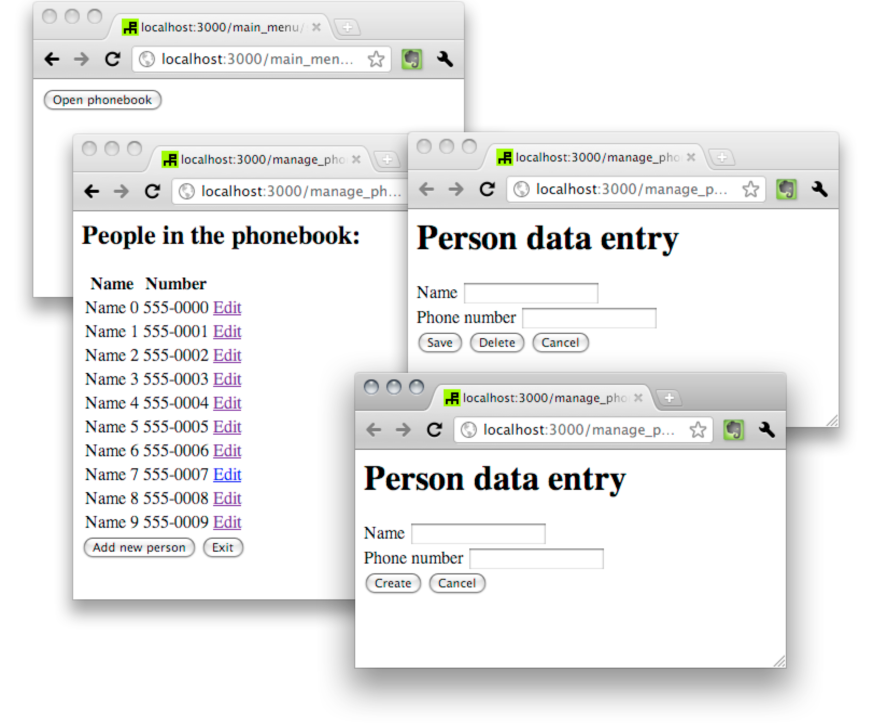 localhost:3000/main_menu/
localhost:3000/main_men...
Open phonebook
localhost:3000/manage_pho
localhost:3000/manage_ph...
People in the phonebook:
Name Number
Name 0 555-0000 Edit
Name 1 555-0001 Edit
Name 2 555-0002 Edit
Name 3 555-0003 Edit
Name 4 555-0004 Edit
Name 5 555-0005 Edit
Name 6 555-0006 Edit
Name 7 555-0007 Edit
Name 8 555-0008 Edit
Name 9 555-0009 Edit
Add new person Exit
localhost:3000/manage_pho
localhost:3000/manage_p...
Person data entry
Name
Phone number
Save Delete Cancel
localhost:3000/manage_pho
localhost:3000/manage_p...
Person data entry
Name
Phone number
Create Cancel